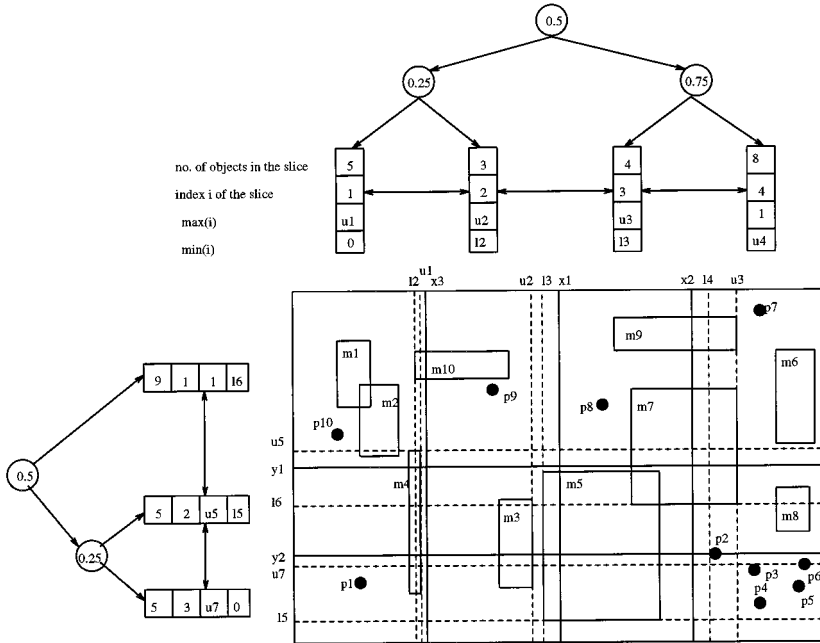 0.5
0.25 0.75
no. of objects in the slice 5 3 4 8
index i of the slice 1 2 3 4
max(i) u1 u2 u3 1
min(i) 0 l2 l3 u4
u1
l2 x3 u2 l3 x1 x2 l4 u3
p7
m9
m1 m10 m6
9 1 1 l6
m2 p9 p8 m7
p10
u5
y1
0.5 m4 m5
l6
5 2 u5 l5 m3 m8
p2
0.25 y2
u7 p1 p3 p6
5 3 u7 0 p4 p5
l5